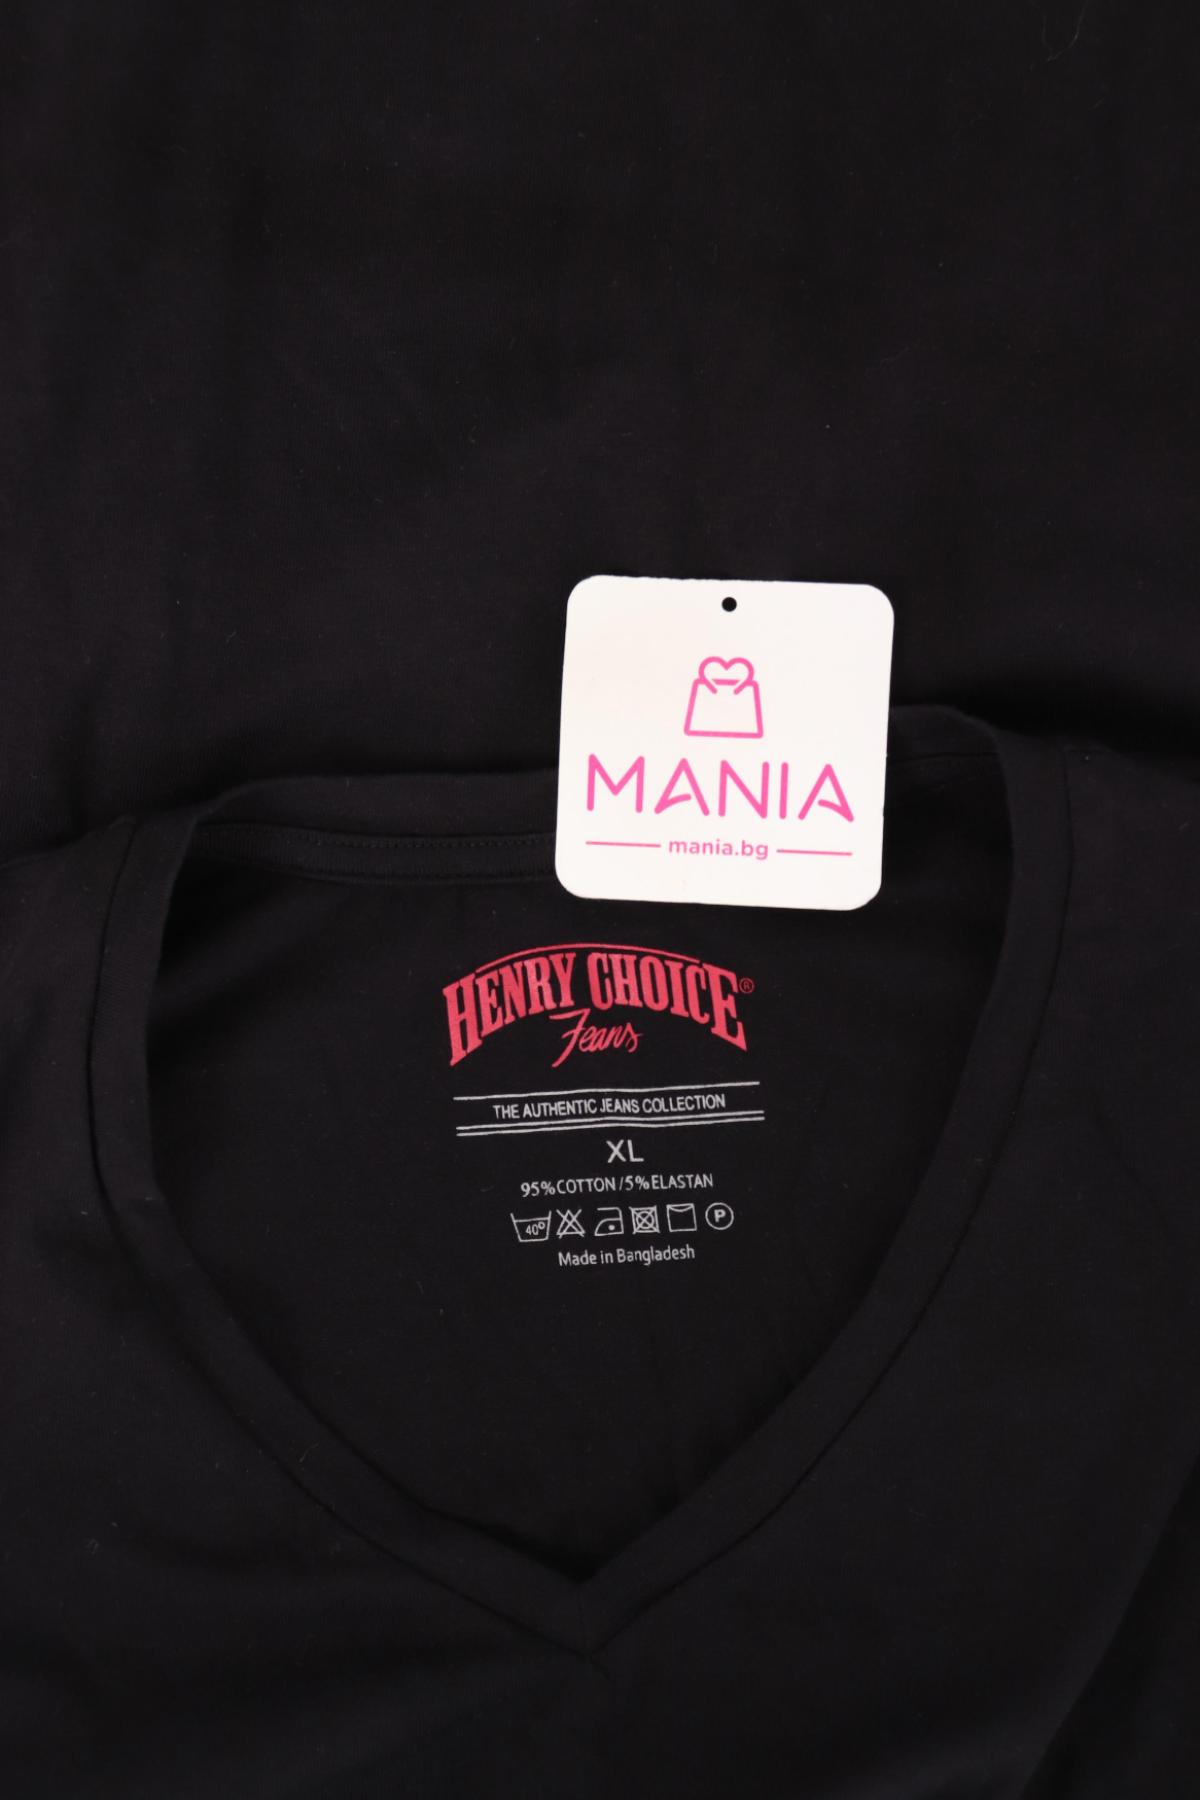 MANIA
mania.bg
HENRY CHOICE®
Jeans
THE AUTHENTIC JEANS COLLECTION
XL
95%COTTON/5%ELASTAN
40° P
Made in Bangladesh